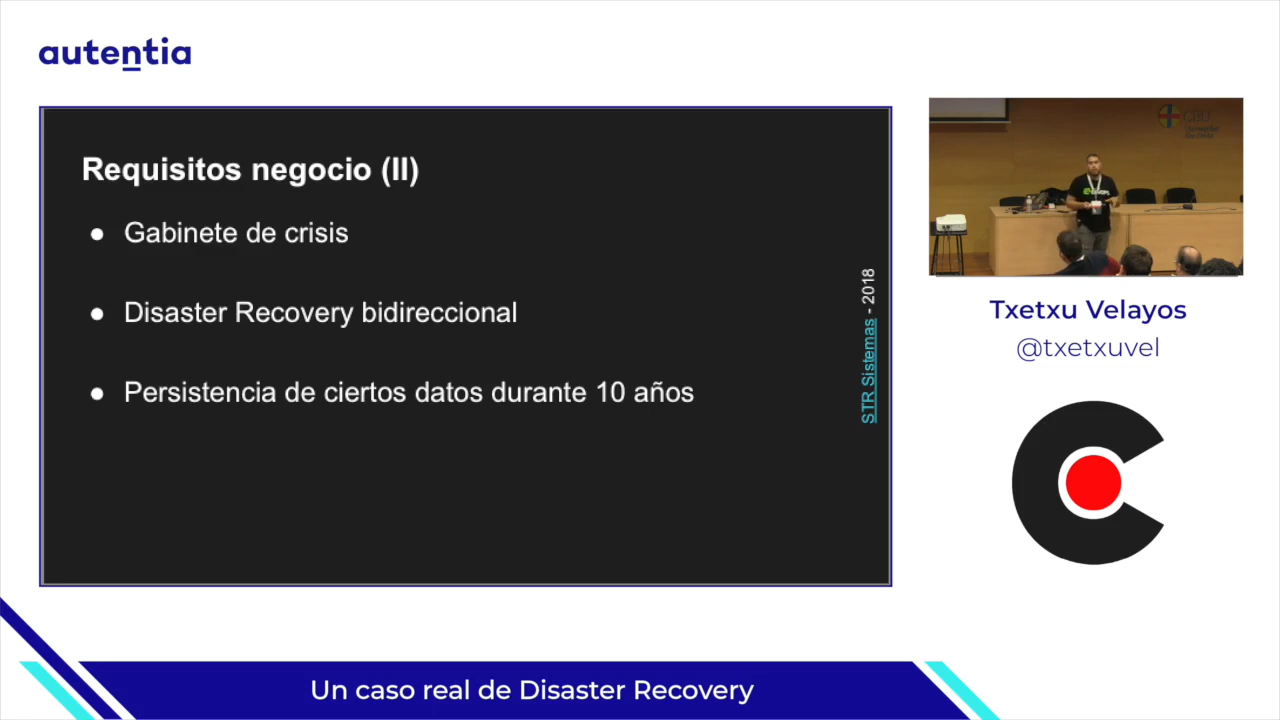 autentia
Requisitos negocio (II)
● Gabinete de crisis
● Disaster Recovery bidireccional
● Persistencia de ciertos datos durante 10 años
STR Sistemas - 2018
CEU
Txetxu Velayos
@txetxuvel
Un caso real de Disaster Recovery